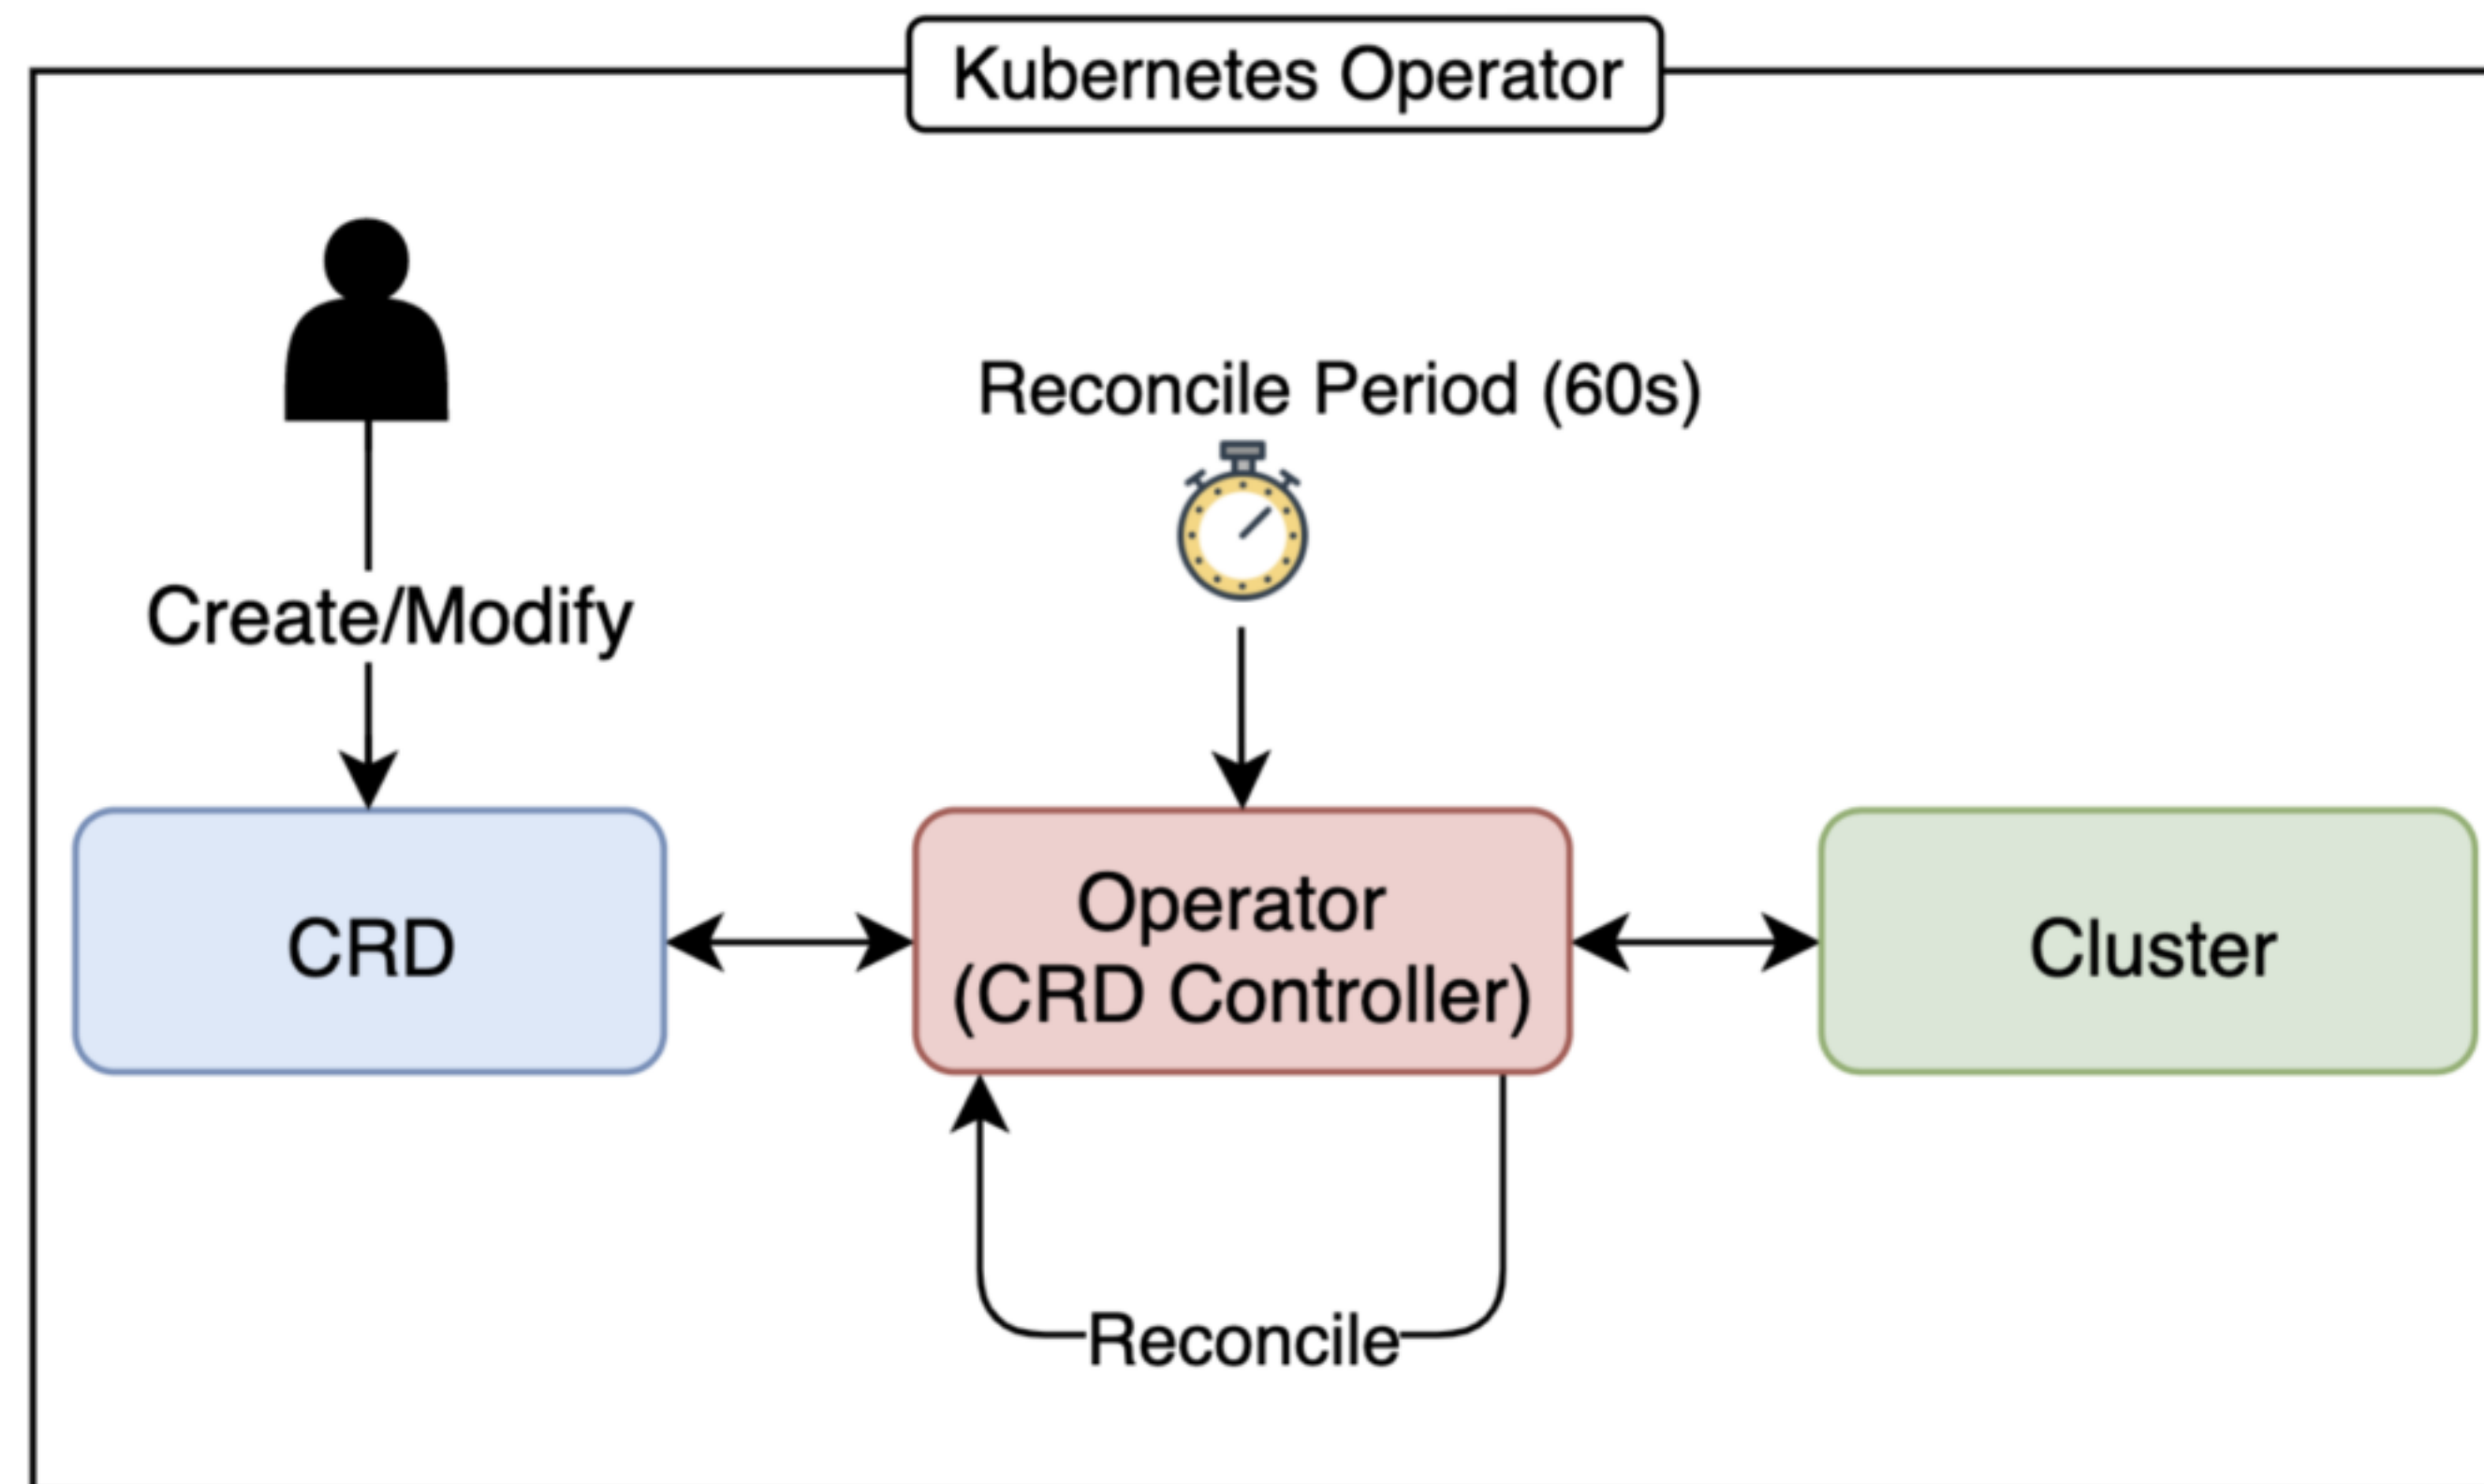 Kubernetes Operator
Reconcile Period (60s)
Create/Modify
CRD
Operator
(CRD Controller)
Cluster
Reconcile